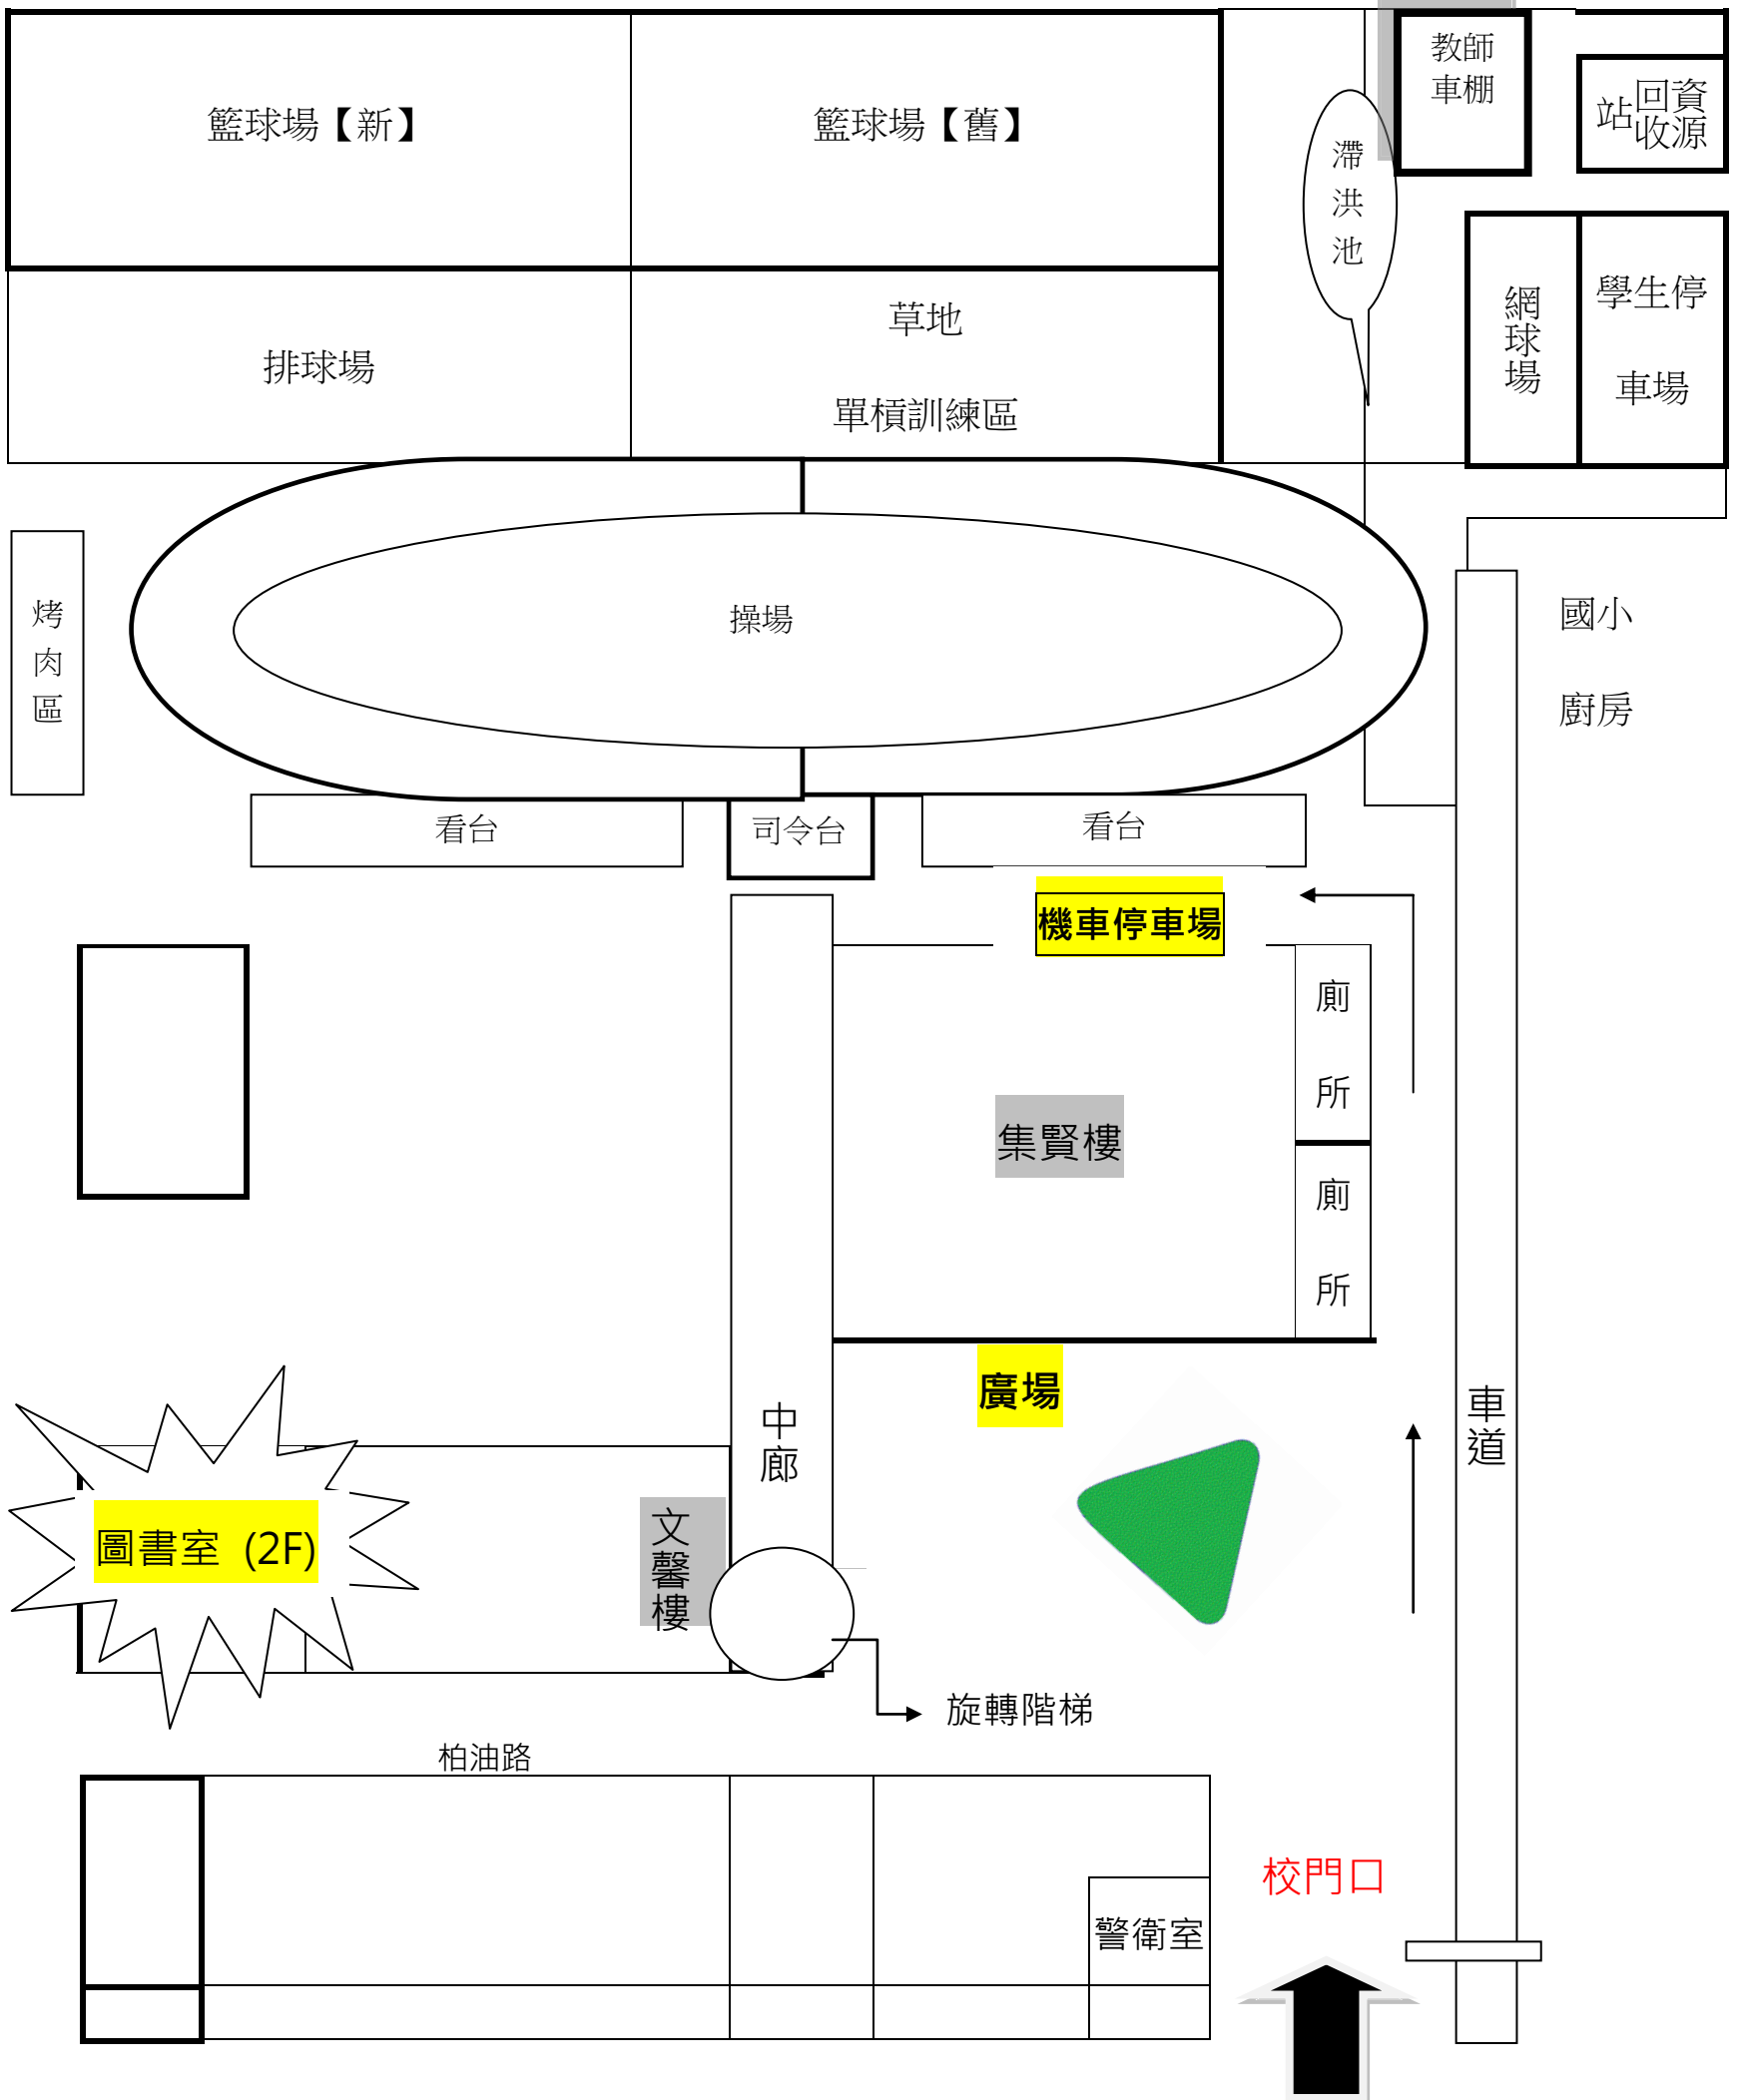 教師
車棚
籃球場【新】
籃球場【舊】
資源
回收
站
滯
洪
池
草地
學生停
車場
網球場
排球場
單槓訓練區
烤
肉
區
操場
國小
廚房
看台
司令台
看台
機車停車場
廁
所
集賢樓
廁
所
廣場
中廊
車道
圖書室 (2F)
文馨樓
旋轉階梯
柏油路
校門口
警衛室